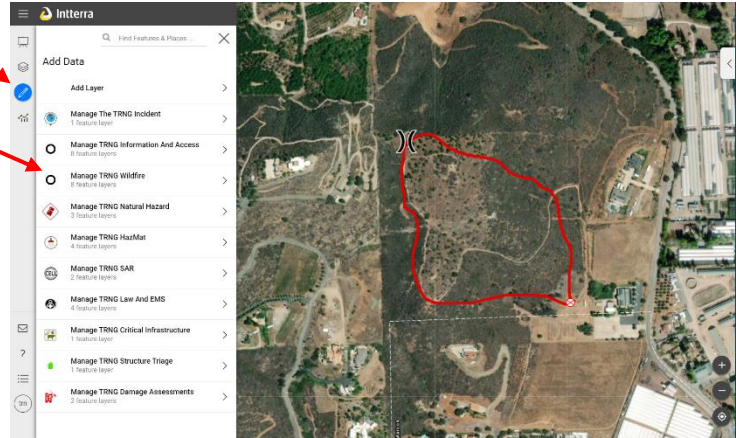 Intterra
Find Features & Places ...
Add Data
Add Layer
Manage The TRNG Incident
1 feature layer
Manage TRNG Information And Access
8 feature layers
Manage TRNG Wildfire
8 feature layers
Manage TRNG Natural Hazard
3 feature layers
Manage TRNG HazMat
4 feature layers
CELL
Manage TRNG SAR
2 feature layers
Manage TRNG Law And EMS
4 feature layers
Manage TRNG Critical Infrastructure
1 feature layer
Manage TRNG Structure Triage
1 feature layer
Manage TRNG Damage Assessments
2 feature layers